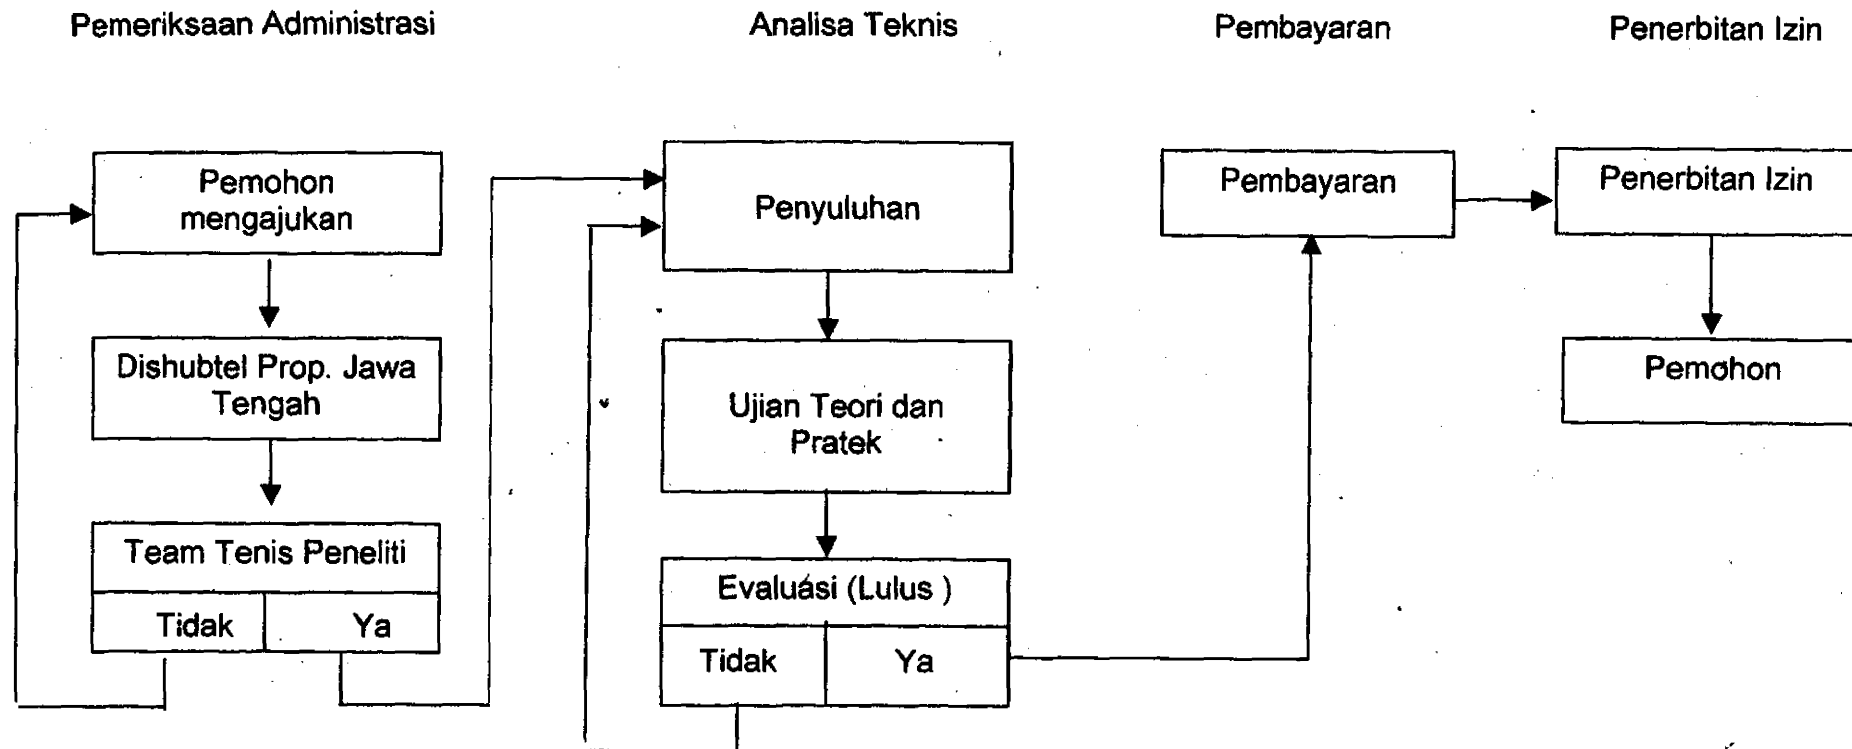 Pemeriksaan Administrasi
Analisa Teknis
Pembayaran
Penerbitan Izin
Pemohon
mengajukan
Dishubtel Prop. Jawa
Tengah
Team Tenis Peneliti
Tidak
Ya
Penyuluhan
Ujian Teori dan
Pratek
Evaluasi (Lulus )
Tidak
Ya
Pembayaran
Penerbitan Izin
Pemohon